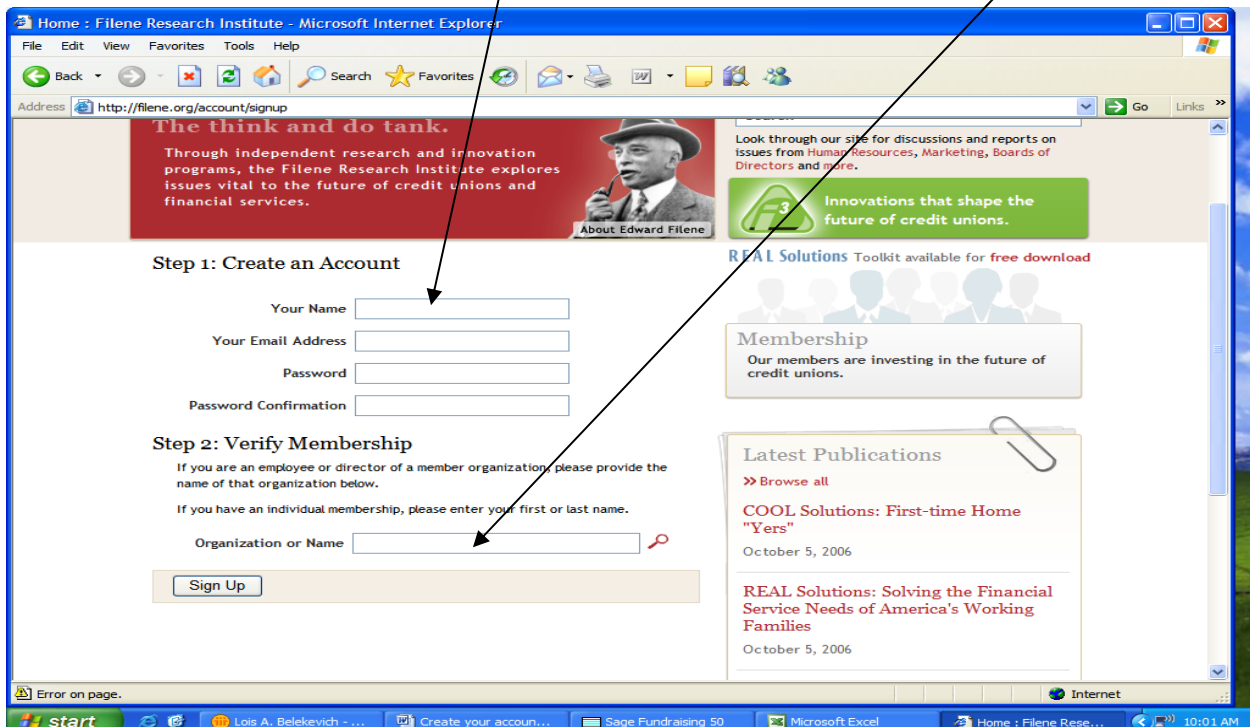 Home : Filene Research Institute - Microsoft Internet Explorer
File Edit View Favorites Tools Help
Back Search Favorites
Address http://filene.org/account/signup Go Links »
The think and do tank.
Through independent research and innovation
programs, the Filene Research Institute explores
issues vital to the future of credit unions and
financial services.
About Edward Filene
Look through our site for discussions and reports on
issues from Human Resources, Marketing, Boards of
Directors and more.
i3
Innovations that shape the
future of credit unions.
REAL Solutions Toolkit available for free download
Step 1: Create an Account
Your Name
Your Email Address
Password
Password Confirmation
Step 2: Verify Membership
If you are an employee or director of a member organization, please provide the
name of that organization below.
If you have an individual membership, please enter your first or last name.
Organization or Name
Sign Up
Membership
Our members are investing in the future of
credit unions.
Latest Publications
>> Browse all
COOL Solutions: First-time Home
"Yers"
October 5, 2006
REAL Solutions: Solving the Financial
Service Needs of America's Working
Families
October 5, 2006
Error on page. Internet
start Lois A. Belekevich - ... Create your accoun... Sage Fundraising 50 Microsoft Excel Home : Filene Rese... 10:01 AM